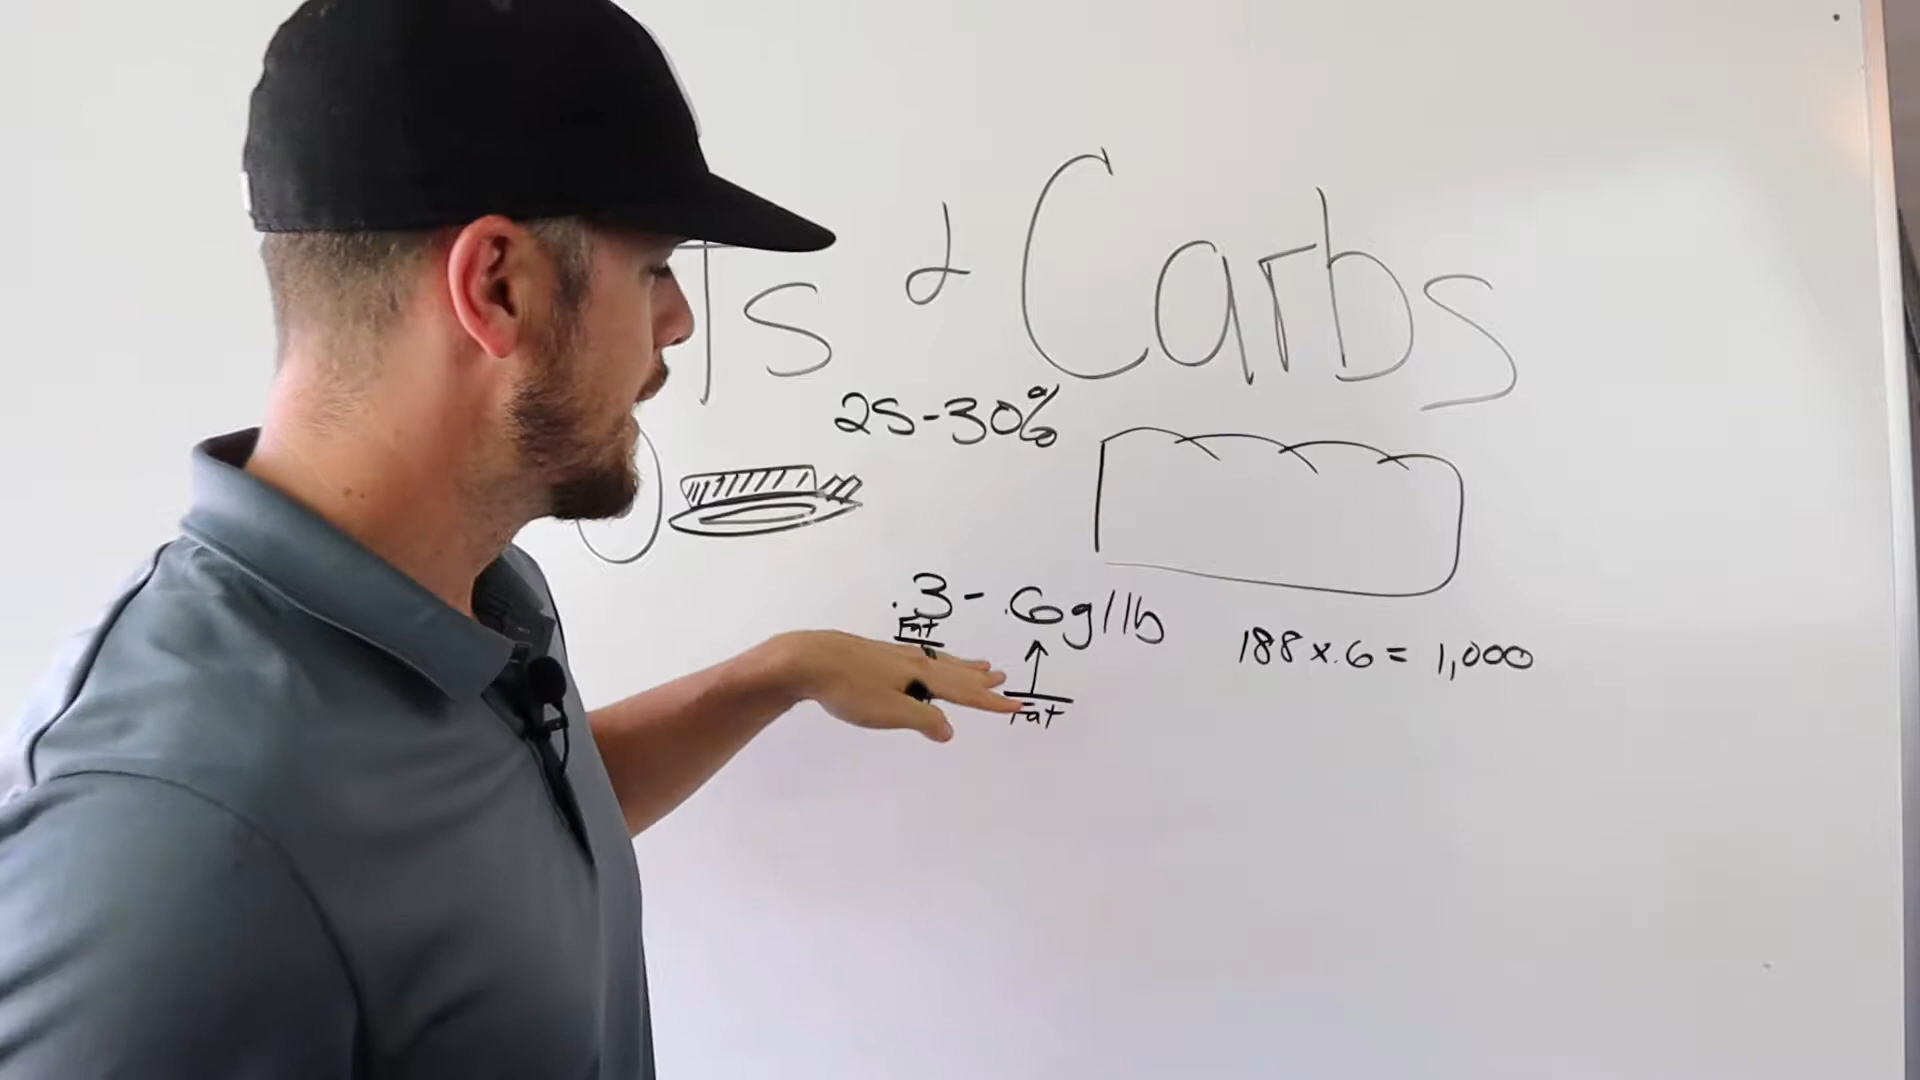 Ts & Carbs
25-30%
.3 - .6g/lb
Fat
188 x .6 = 1,000
Fat